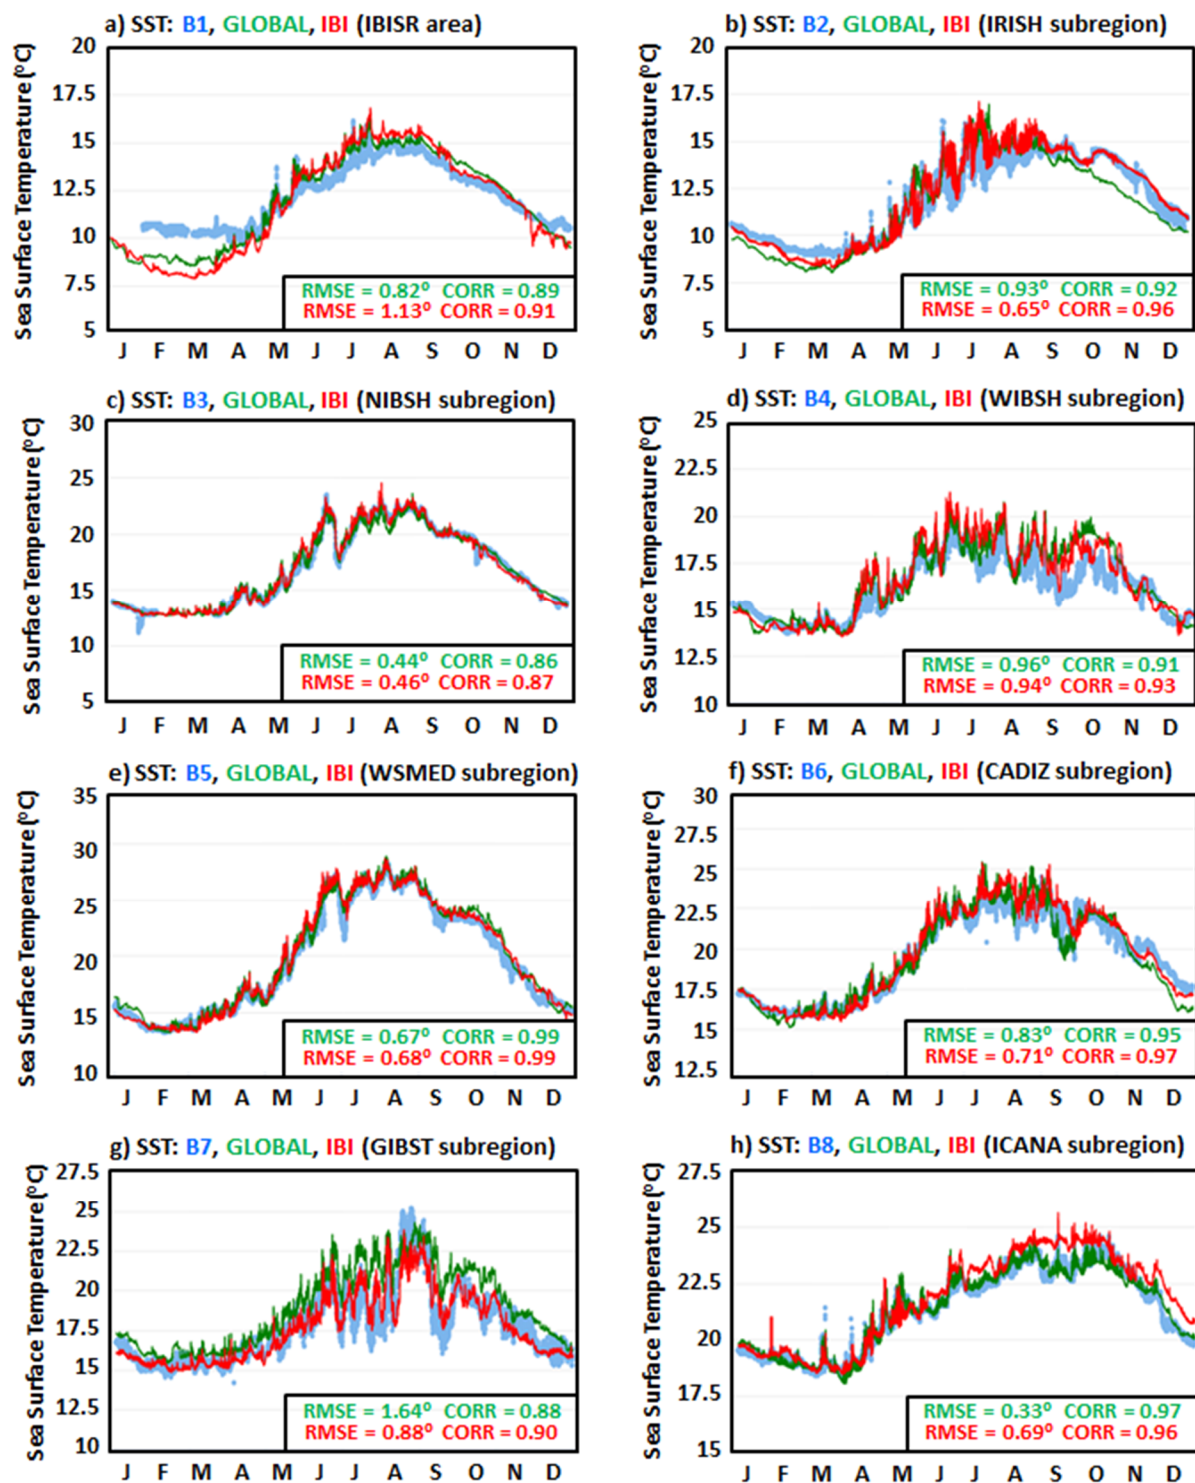 a) SST: B1, GLOBAL, IBI (IBISR area)
Sea Surface Temperature (ºC)
20
17.5
15
12.5
10
7.5
5
RMSE = 0.82º CORR = 0.89
RMSE = 1.13º CORR = 0.91
J F M A M J J A S O N D
b) SST: B2, GLOBAL, IBI (IRISH subregion)
Sea Surface Temperature (ºC)
20
17.5
15
12.5
10
7.5
5
RMSE = 0.93º CORR = 0.92
RMSE = 0.65º CORR = 0.96
J F M A M J J A S O N D
c) SST: B3, GLOBAL, IBI (NIBSH subregion)
Sea Surface Temperature (ºC)
30
25
20
15
10
5
RMSE = 0.44º CORR = 0.86
RMSE = 0.46º CORR = 0.87
J F M A M J J A S O N D
d) SST: B4, GLOBAL, IBI (WIBSH subregion)
Sea Surface Temperature (ºC)
25
22.5
20
17.5
15
12.5
10
RMSE = 0.96º CORR = 0.91
RMSE = 0.94º CORR = 0.93
J F M A M J J A S O N D
e) SST: B5, GLOBAL, IBI (WSMED subregion)
Sea Surface Temperature (ºC)
35
30
25
20
15
10
RMSE = 0.67º CORR = 0.99
RMSE = 0.68º CORR = 0.99
J F M A M J J A S O N D
f) SST: B6, GLOBAL, IBI (CADIZ subregion)
Sea Surface Temperature (ºC)
30
27.5
25
22.5
20
17.5
15
12.5
RMSE = 0.83º CORR = 0.95
RMSE = 0.71º CORR = 0.97
J F M A M J J A S O N D
g) SST: B7, GLOBAL, IBI (GIBST subregion)
Sea Surface Temperature (ºC)
27.5
25
22.5
20
17.5
15
12.5
10
RMSE = 1.64º CORR = 0.88
RMSE = 0.88º CORR = 0.90
J F M A M J J A S O N D
h) SST: B8, GLOBAL, IBI (ICANA subregion)
Sea Surface Temperature (ºC)
27.5
25
22.5
20
17.5
15
RMSE = 0.33º CORR = 0.97
RMSE = 0.69º CORR = 0.96
J F M A M J J A S O N D